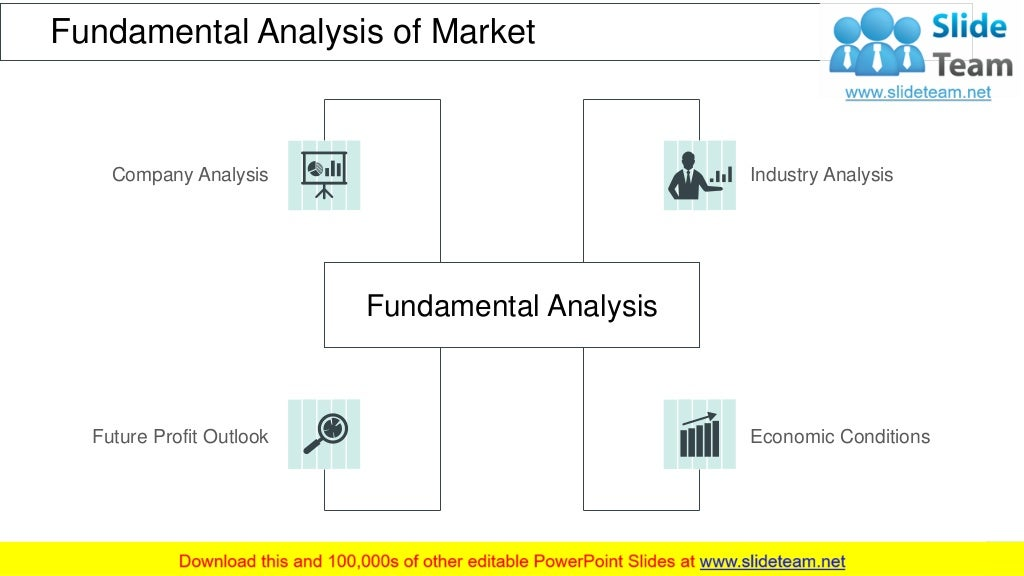 Fundamental Analysis of Market
Slide
Team
www.slideteam.net
Company Analysis
Industry Analysis
Fundamental Analysis
Future Profit Outlook
Economic Conditions
Download this and 100,000s of other editable PowerPoint Slides at www.slideteam.net